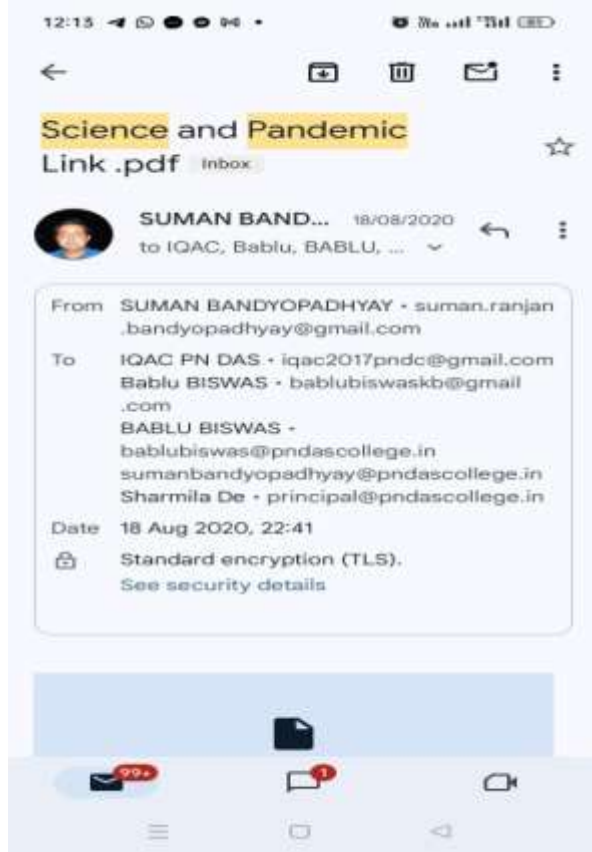 12:15
Science and Pandemic
Link .pdf Inbox
SUMAN BAND... 18/08/2020
to IQAC, Bablu, BABLU, ...
From SUMAN BANDYOPADHYAY • suman.ranjan
.bandyopadhyay@gmail.com
To IQAC PN DAS • iqac2017pndc@gmail.com
Bablu BISWAS • bablubiswaskb@gmail
.com
BABLU BISWAS •
bablubiswas@pndascollege.in
sumanbandyopadhyay@pndascollege.in
Sharmila De • principal@pndascollege.in
Date 18 Aug 2020, 22:41
Standard encryption (TLS).
See security details
99+ 1